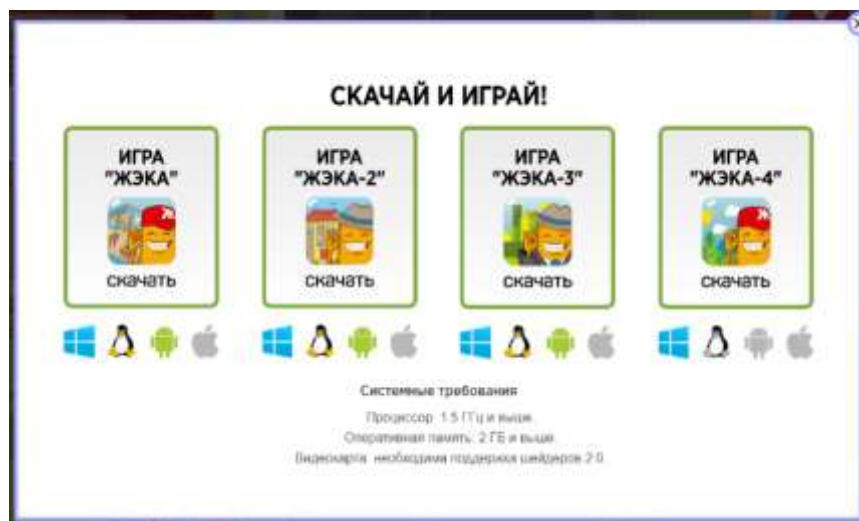 СКАЧАЙ И ИГРАЙ!
ИГРА
"ЖЭКА"
скачать
ИГРА
"ЖЭКА-2"
скачать
ИГРА
"ЖЭКА-3"
скачать
ИГРА
"ЖЭКА-4"
скачать
Системные требования
Процессор: 1.5 ГГц и выше.
Оперативная память: 2 ГБ и выше.
Видеокарта: необходима поддержка шейдеров 2.0.